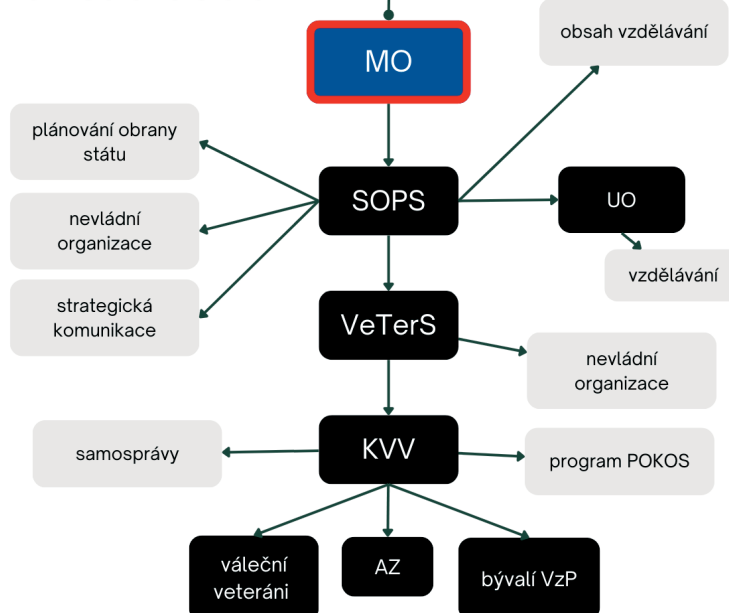 obsah vzdělávání
MO
plánování obrany
státu
SOPS
UO
nevládní
organizace
vzdělávání
strategická
komunikace
VeTerS
nevládní
organizace
samosprávy
KVV
program POKOS
váleční
veteráni
AZ
bývalí VzP